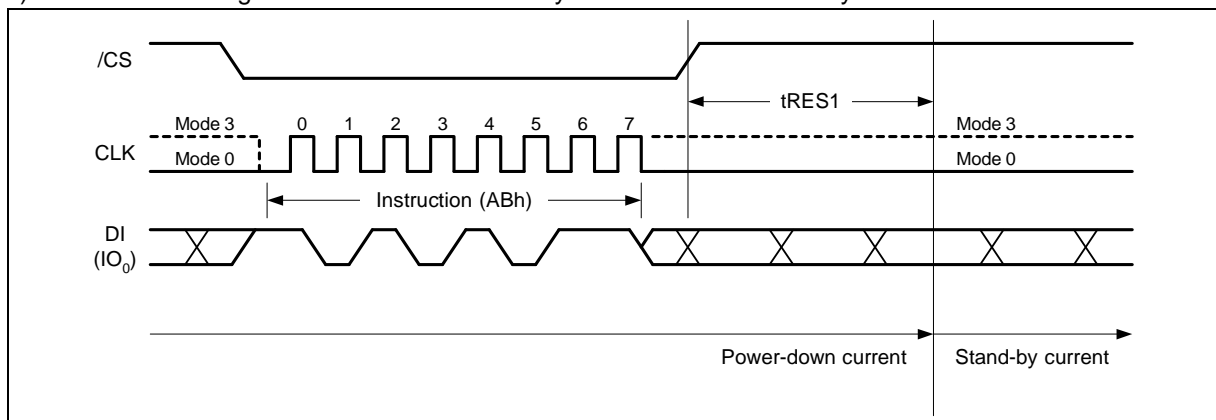 /CS
tRES1
0 1 2 3 4 5 6 7
Mode 3 Mode 3
CLK
Mode 0 Mode 0
Instruction (ABh)
DI
(IO0)
Power-down current Stand-by current